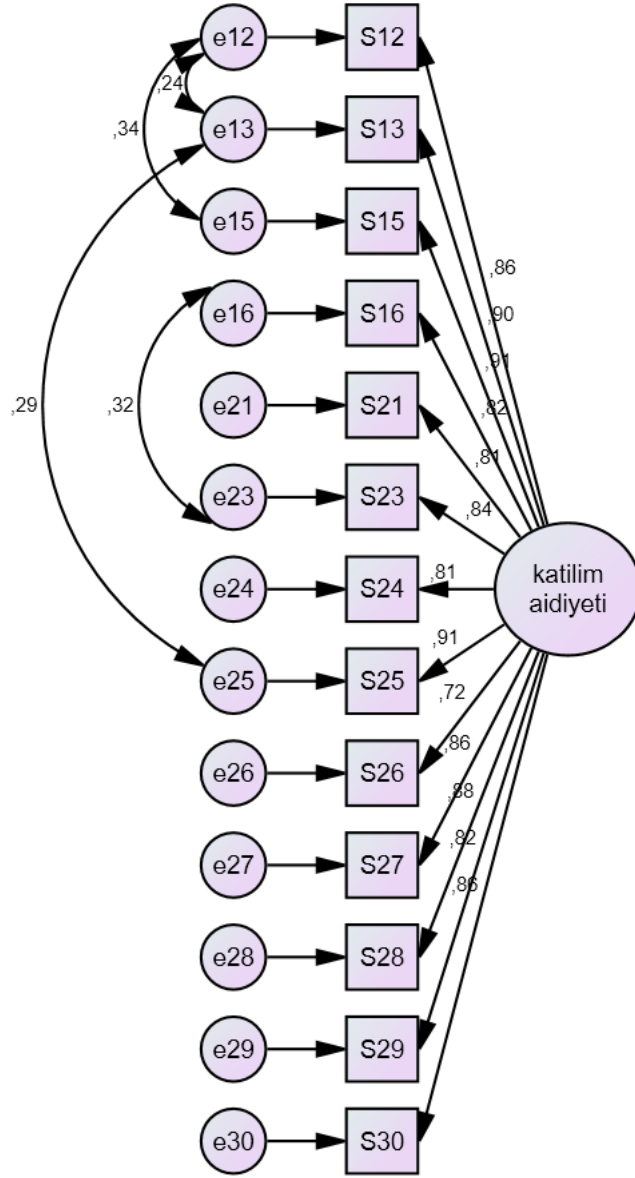 e12
S12
,24
,34
e13
S13
e15
S15
,86
e16
S16
,90
,91
,29
,32
e21
S21
,82
,81
e23
S23
,84
e24
S24
,81
katilim
aidiyeti
,91
e25
S25
,72
e26
S26
,86
,88
e27
S27
,82
,86
e28
S28
e29
S29
e30
S30